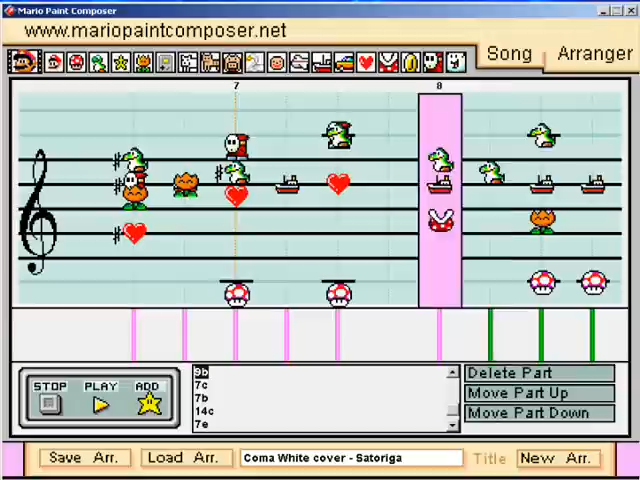 Mario Paint Composer
www.mariopaintcomposer.net
Song
Arranger
7
8
STOP
PLAY
ADD
9b
7c
7b
14c
7e
Delete Part
Move Part Up
Move Part Down
Save Arr.
Load Arr.
Coma White cover - Satoriga
Title
New Arr.